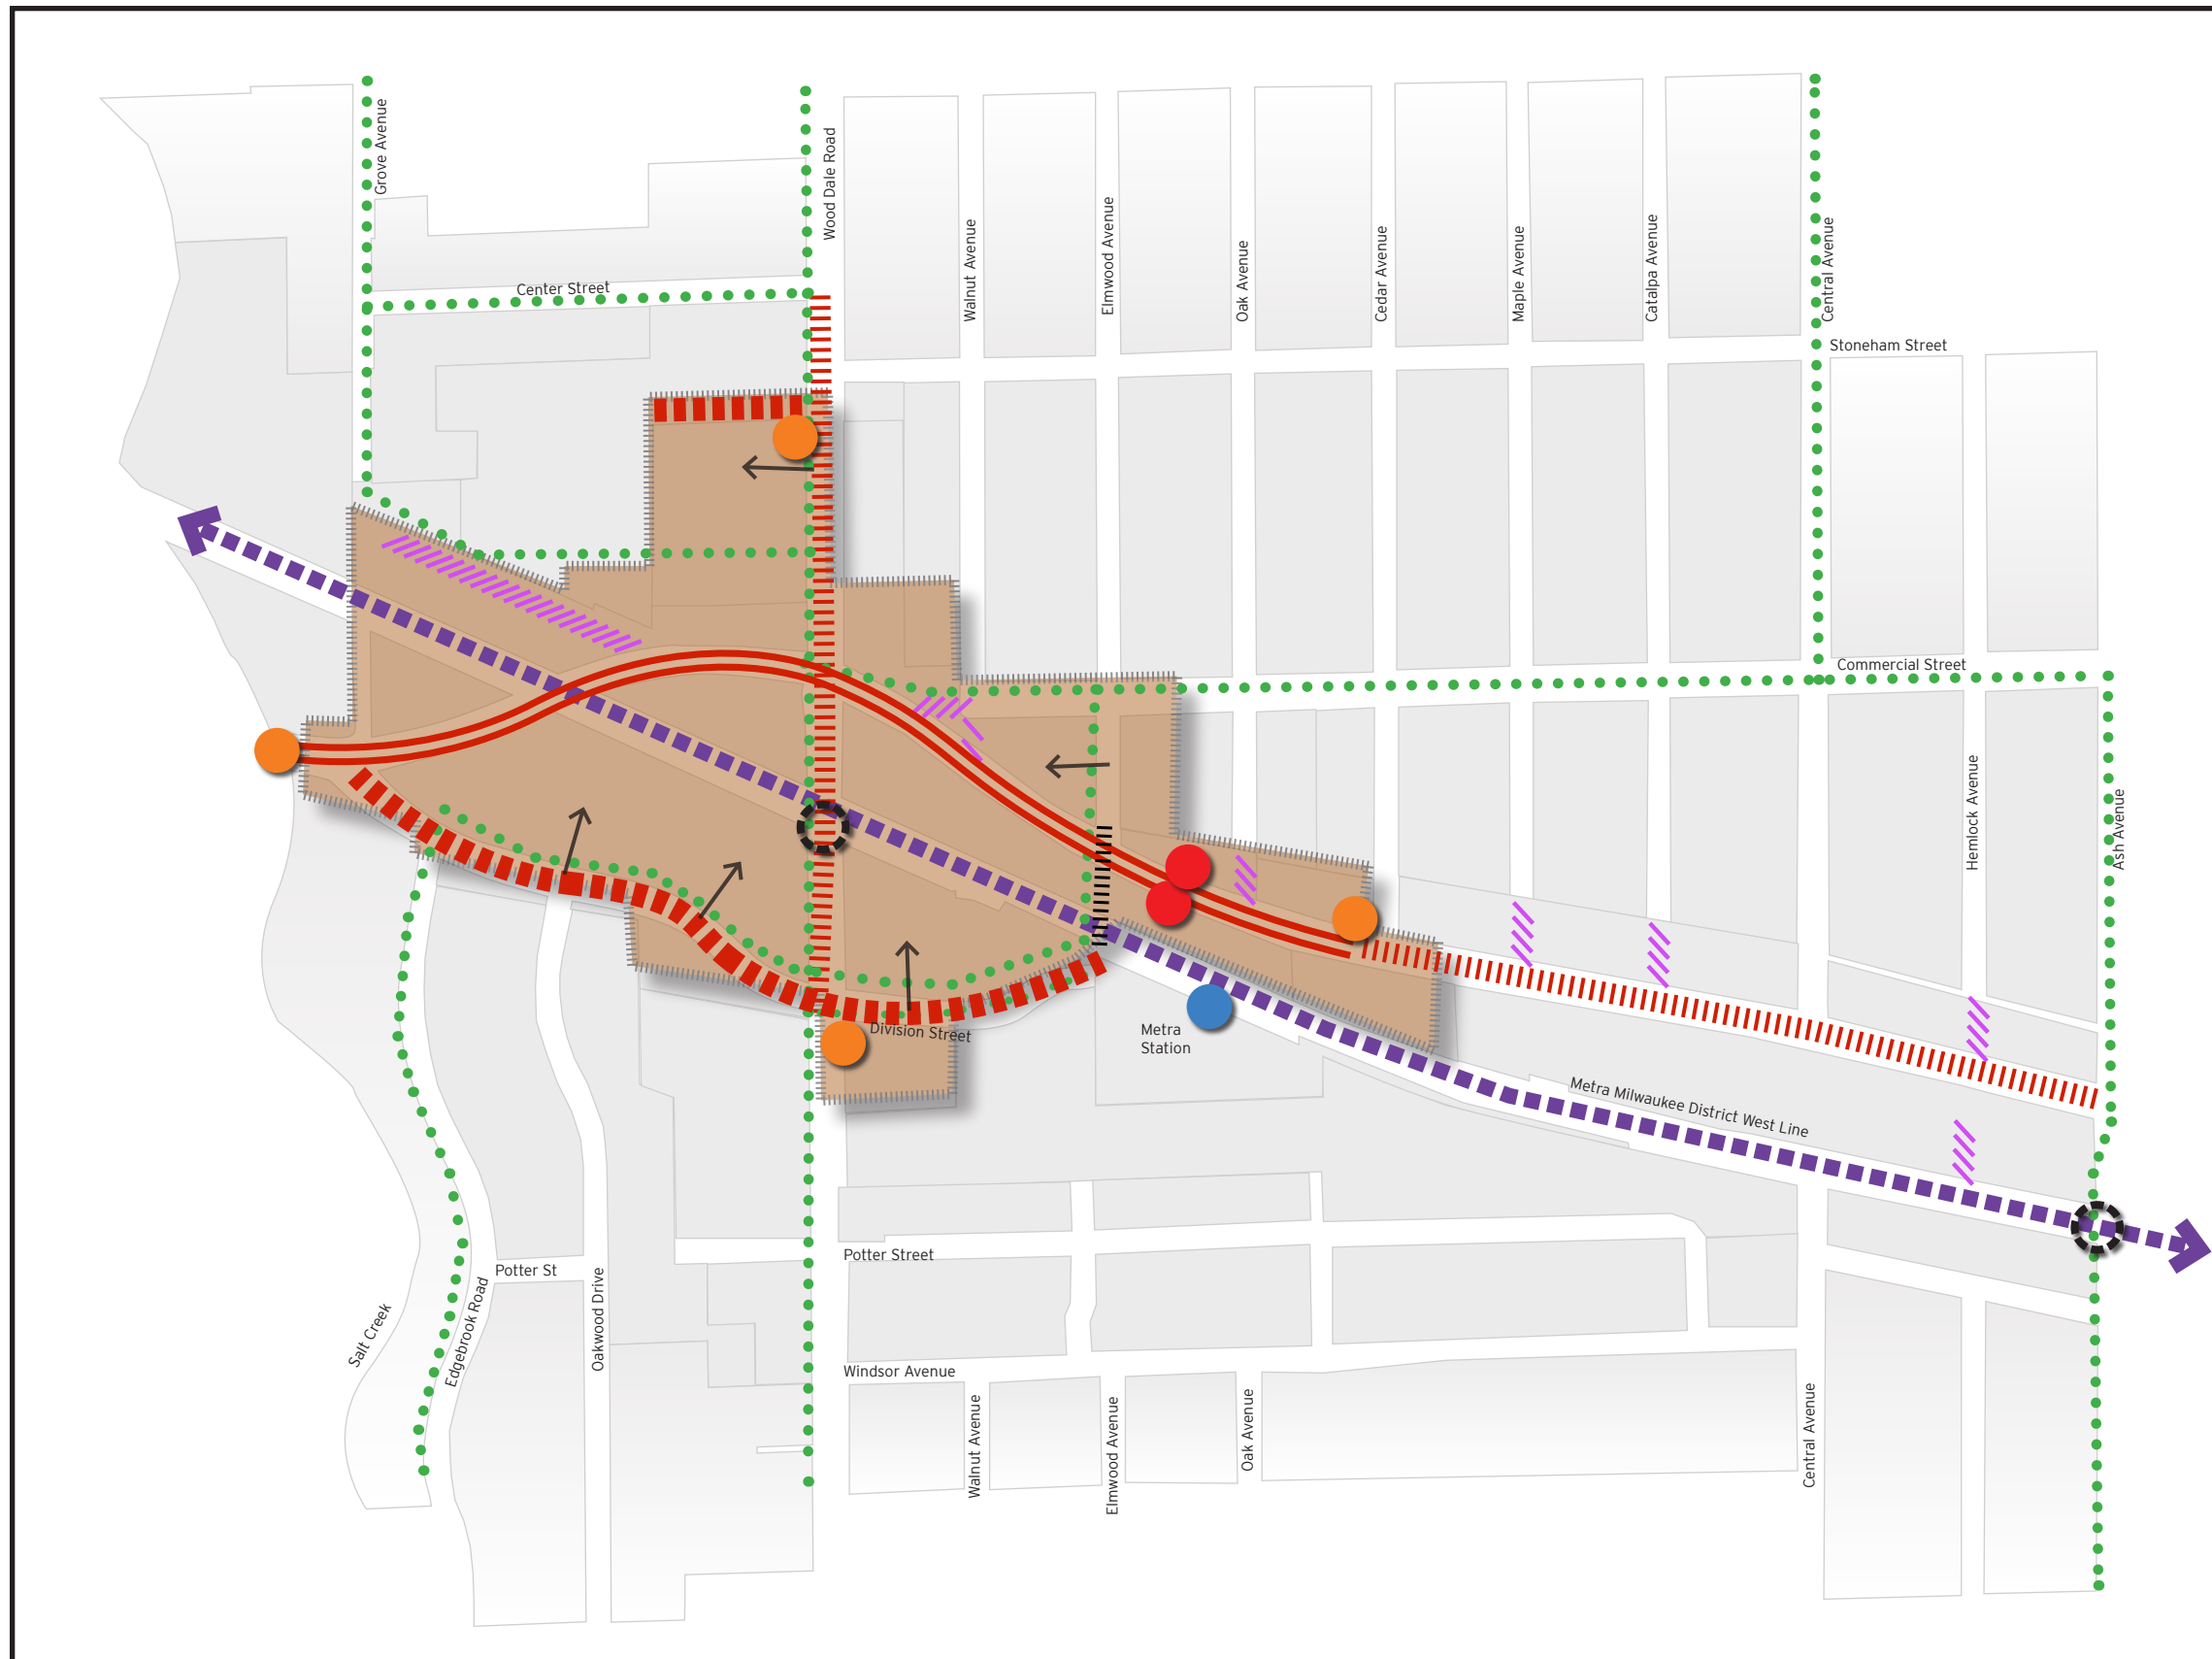 Grove Avenue
Wood Dale Road
Walnut Avenue
Elmwood Avenue
Oak Avenue
Cedar Avenue
Maple Avenue
Catalpa Avenue
Central Avenue
Center Street
Stoneham Street
Commercial Street
Hemlock Avenue
Ash Avenue
Division Street
Metra
Station
Metra Milwaukee District West Line
Potter Street
Potter St
Salt Creek
Edgebrook Road
Oakwood Drive
Windsor Avenue
Walnut Avenue
Elmwood Avenue
Oak Avenue
Central Avenue